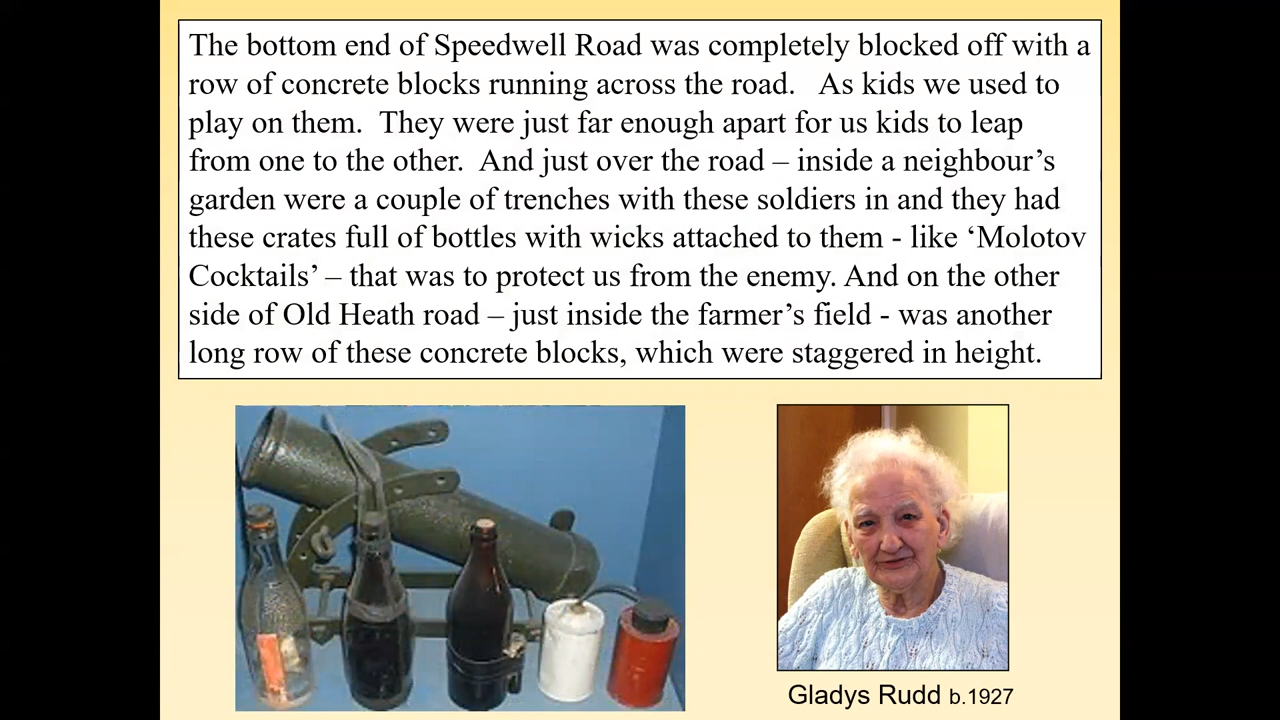 The bottom end of Speedwell Road was completely blocked off with a
row of concrete blocks running across the road.   As kids we used to
play on them.  They were just far enough apart for us kids to leap
from one to the other.  And just over the road – inside a neighbour’s
garden were a couple of trenches with these soldiers in and they had
these crates full of bottles with wicks attached to them - like ‘Molotov
Cocktails’ – that was to protect us from the enemy. And on the other
side of Old Heath road – just inside the farmer’s field - was another
long row of these concrete blocks, which were staggered in height.
Gladys Rudd b.1927